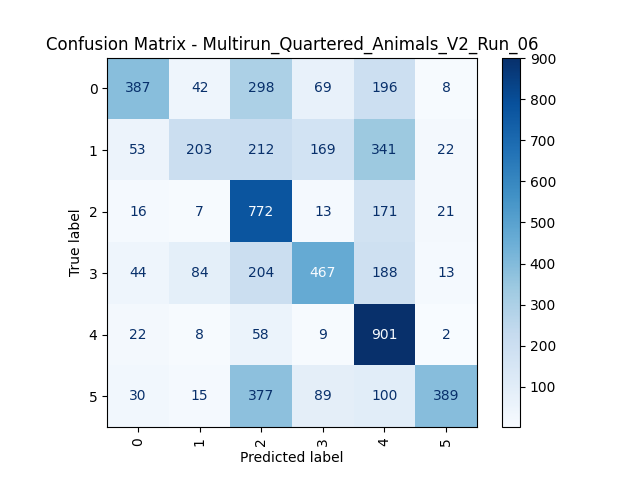 Confusion Matrix - Multirun_Quartered_Animals_V2_Run_06
0 387 42 298 69 196 8
1 53 203 212 169 341 22
2 16 7 772 13 171 21
3 44 84 204 467 188 13
4 22 8 58 9 901 2
5 30 15 377 89 100 389
0 1 2 3 4 5
Predicted label
True label
900
800
700
600
500
400
300
200
100